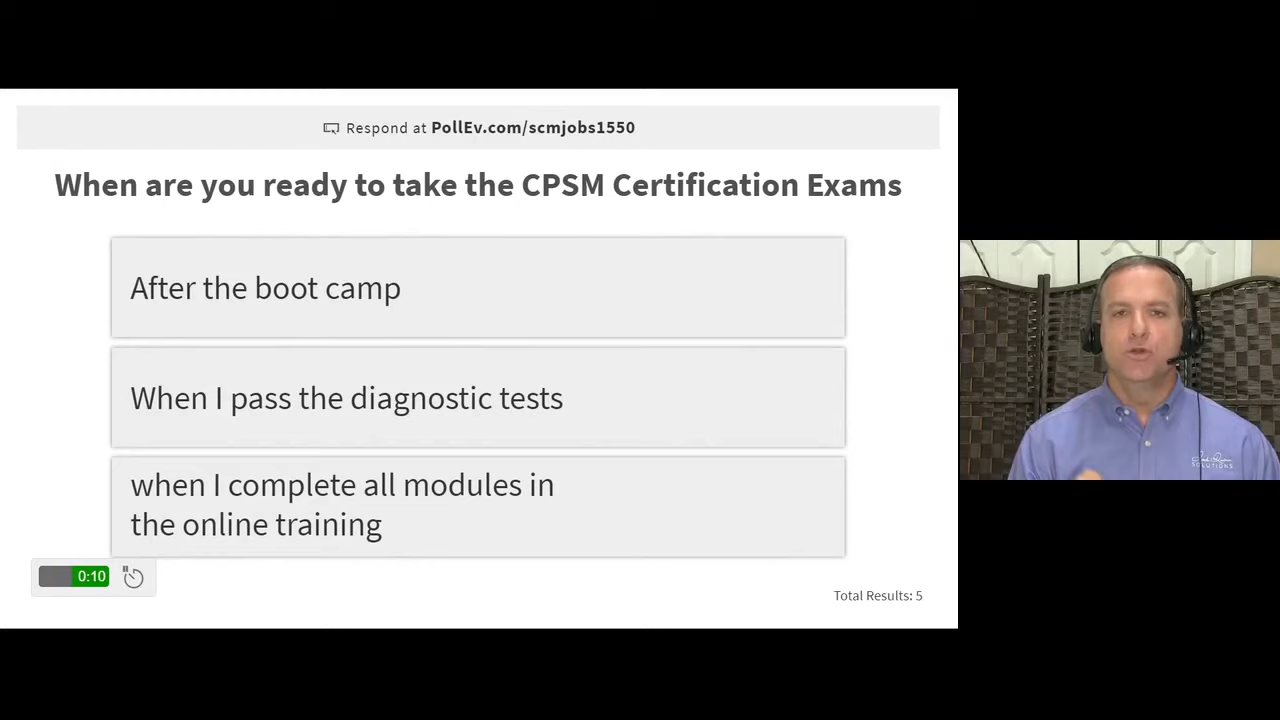 Respond at PollEv.com/scmjobs1550
When are you ready to take the CPSM Certification Exams
After the boot camp
When I pass the diagnostic tests
when I complete all modules in
the online training
0:10
Total Results: 5
SOLUTIONS